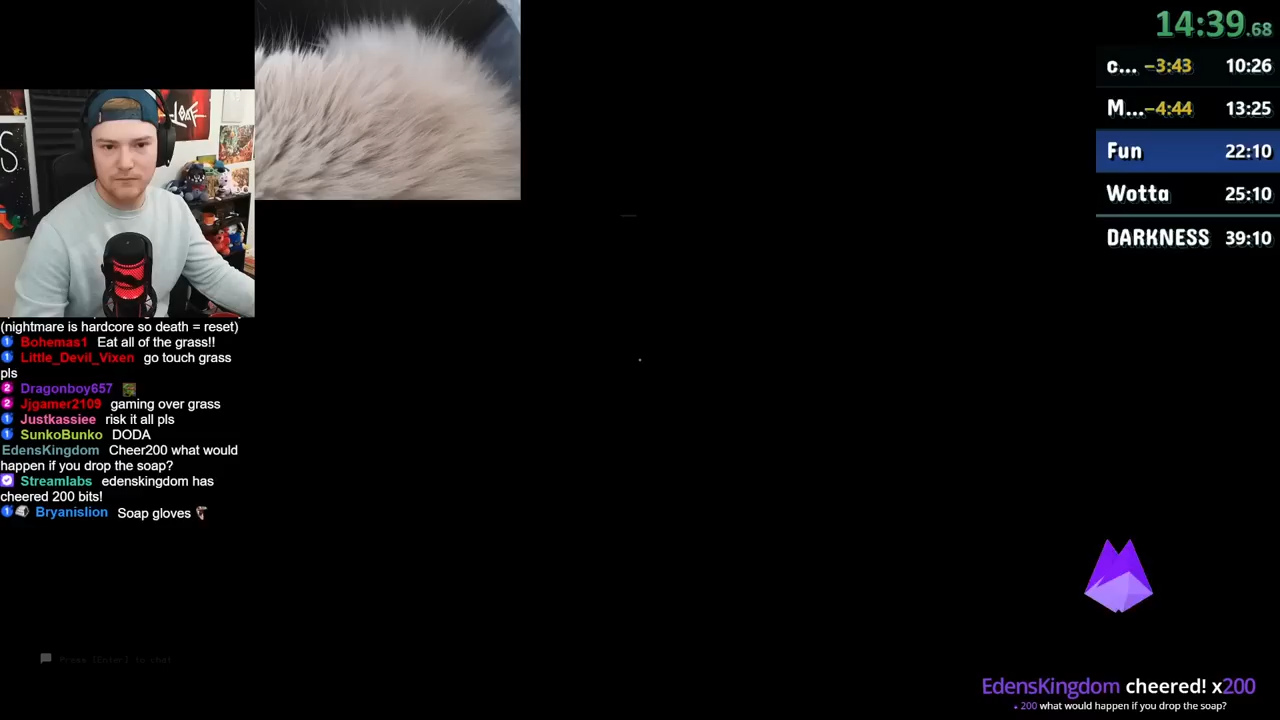 14:39.68
c... −3:43 10:26
M... −4:44 13:25
Fun 22:10
Wotta 25:10
DARKNESS 39:10
(nightmare is hardcore so death = reset)
Bohemas1 Eat all of the grass!!
Little_Devil_Vixen go touch grass
pls
Dragonboy657
Jjgamer2109 gaming over grass
Justkassiee risk it all pls
SunkoBunko DODA
EdensKingdom Cheer200 what would
happen if you drop the soap?
Streamlabs edenskingdom has
cheered 200 bits!
Bryanislion Soap gloves
Press [Enter] to chat
EdensKingdom cheered! x200
200 what would happen if you drop the soap?